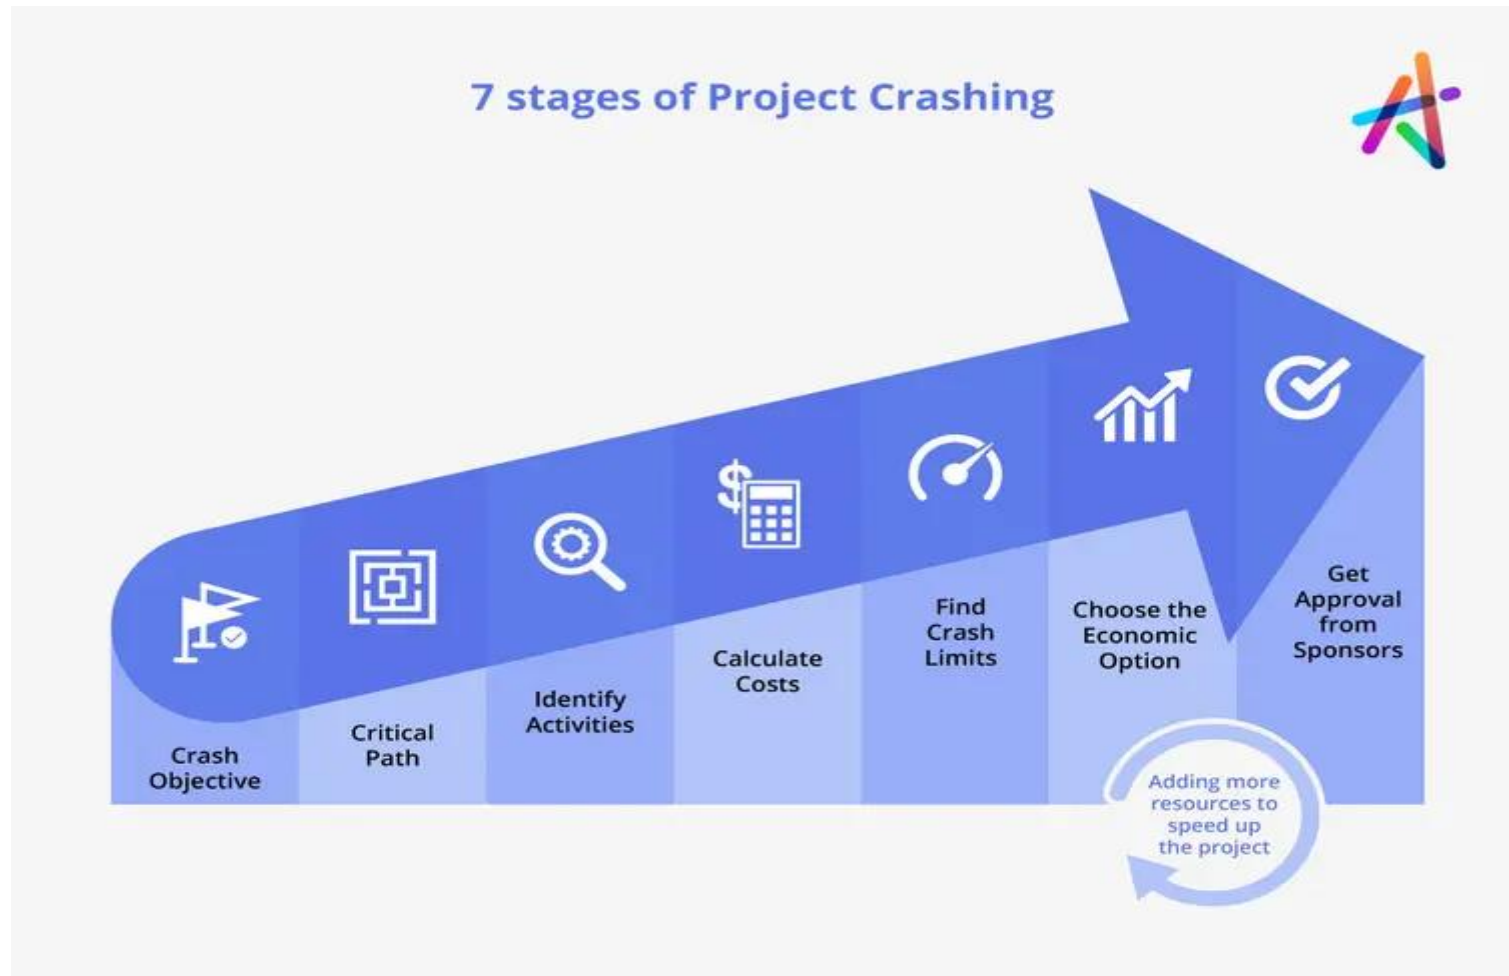 7 stages of Project Crashing
Crash
Objective
Critical
Path
Identify
Activities
Calculate
Costs
Find
Crash
Limits
Choose the
Economic
Option
Get
Approval
from
Sponsors
Adding more
resources to
speed up
the project